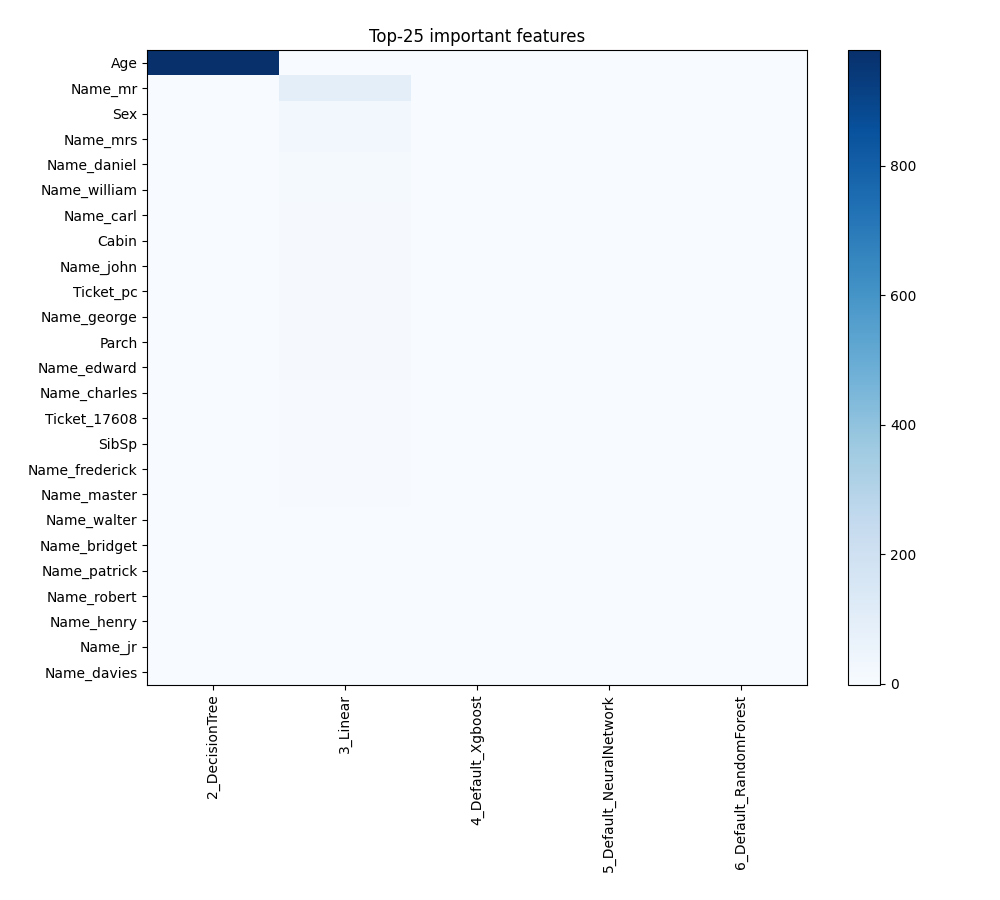 Top-25 important features
Age
Name_mr
Sex
Name_mrs
Name_daniel
Name_william
Name_carl
Cabin
Name_john
Ticket_pc
Name_george
Parch
Name_edward
Name_charles
Ticket_17608
SibSp
Name_frederick
Name_master
Name_walter
Name_bridget
Name_patrick
Name_robert
Name_henry
Name_jr
Name_davies
2_DecisionTree
3_Linear
4_Default_Xgboost
5_Default_NeuralNetwork
6_Default_RandomForest
800
600
400
200
0